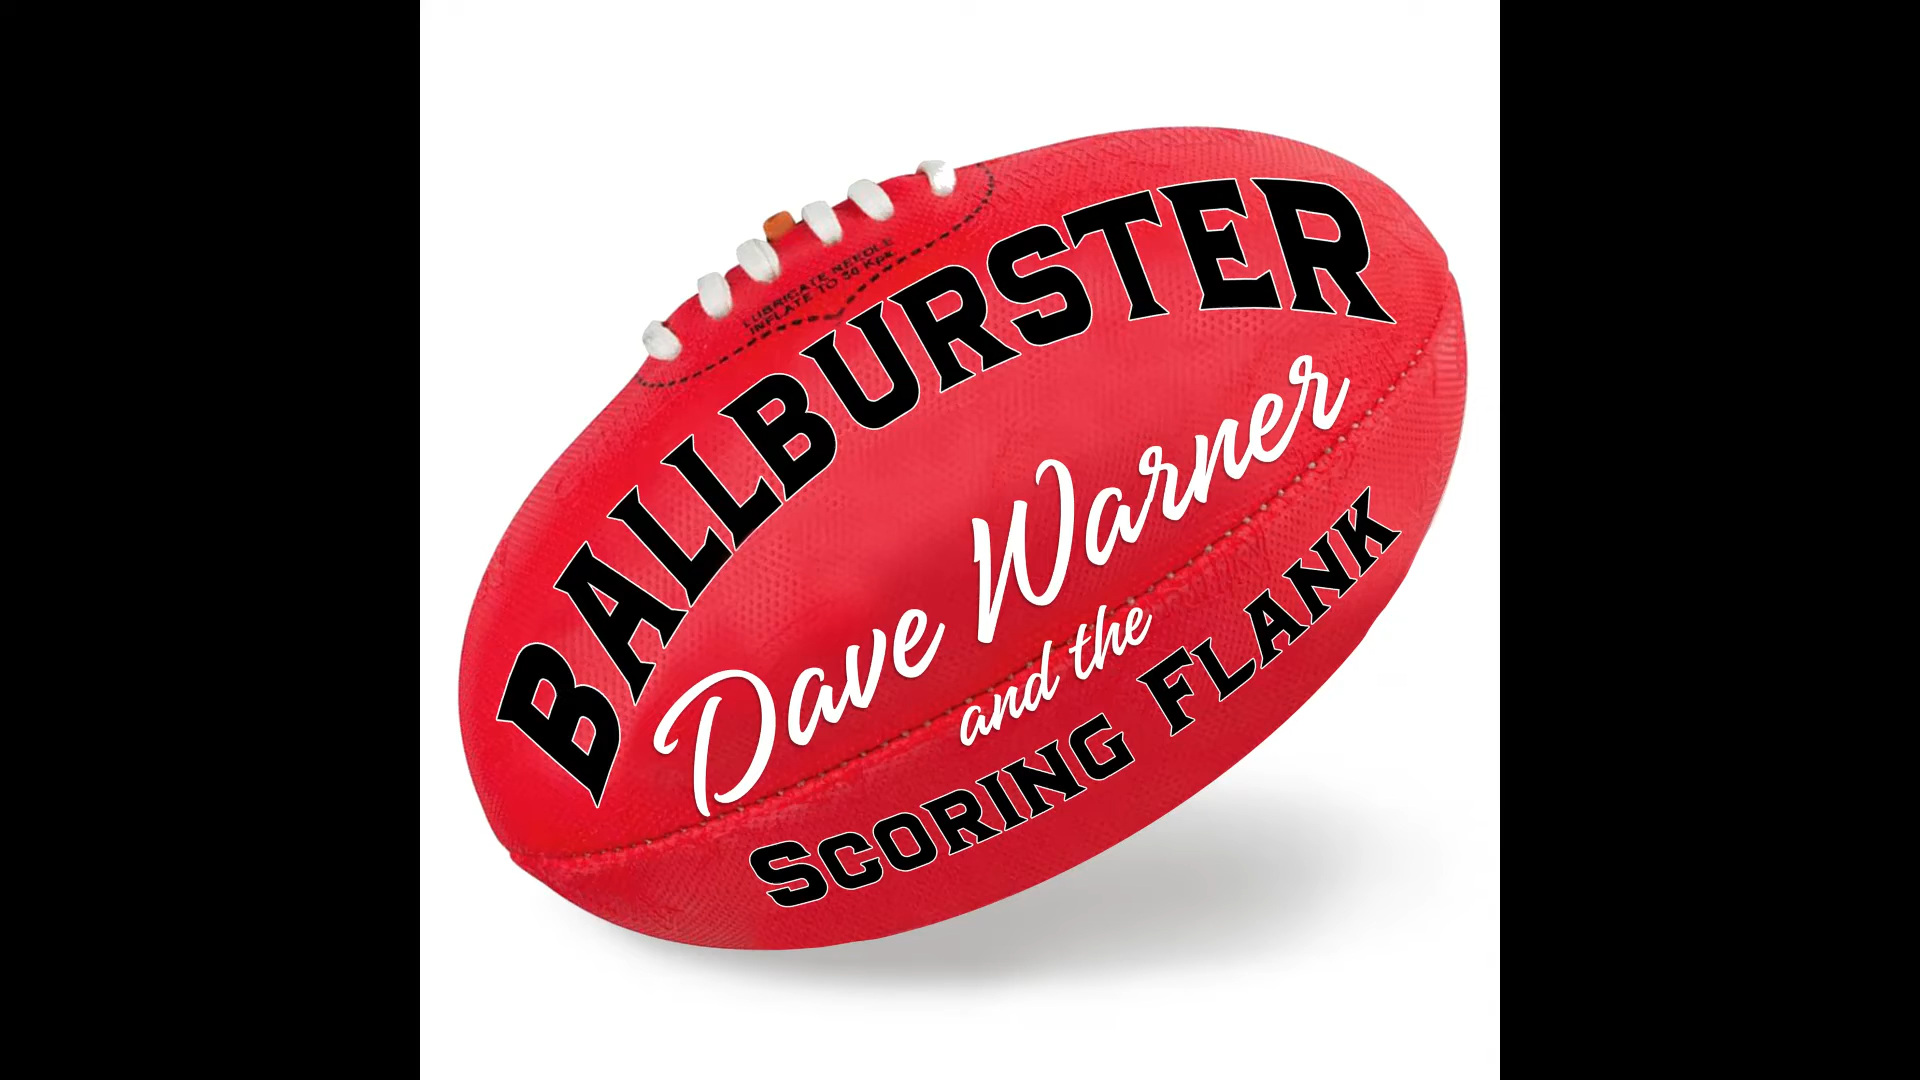 LUBRICATE NEEDLE
INFLATE TO 30 Kpa
BALLBURSTER
Dave Warner
and the
SCORING FLANK